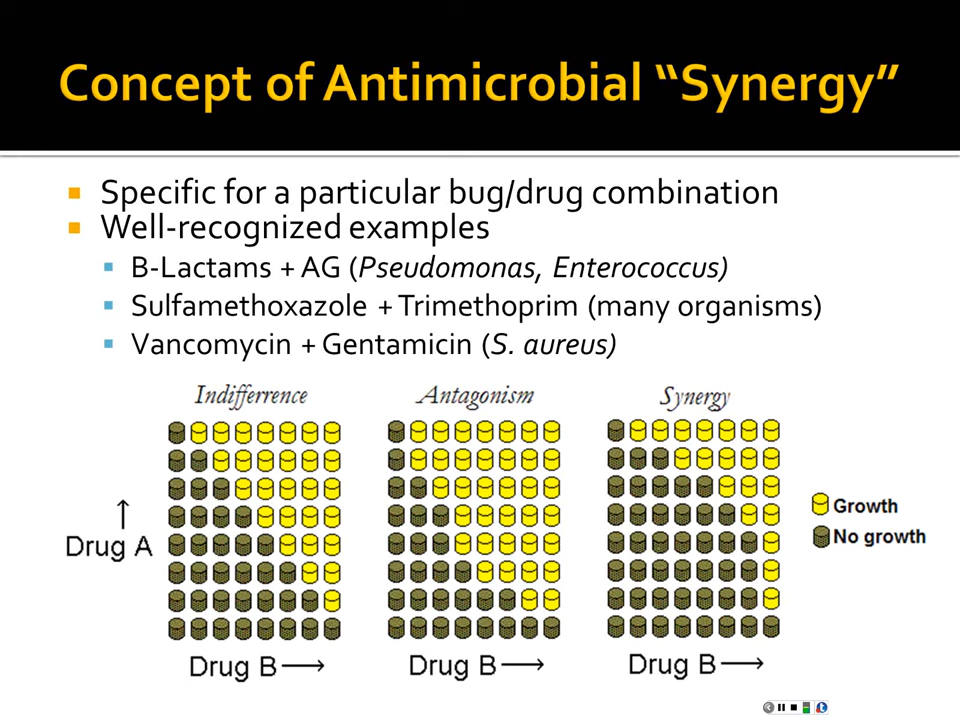 Concept of Antimicrobial “Synergy”
Specific for a particular bug/drug combination
Well-recognized examples
B-Lactams + AG (Pseudomonas, Enterococcus)
Sulfamethoxazole + Trimethoprim (many organisms)
Vancomycin + Gentamicin (S. aureus)
Indifferrence
Antagonism
Synergy
↑
Drug A
Growth
No growth
Drug B →
Drug B →
Drug B →